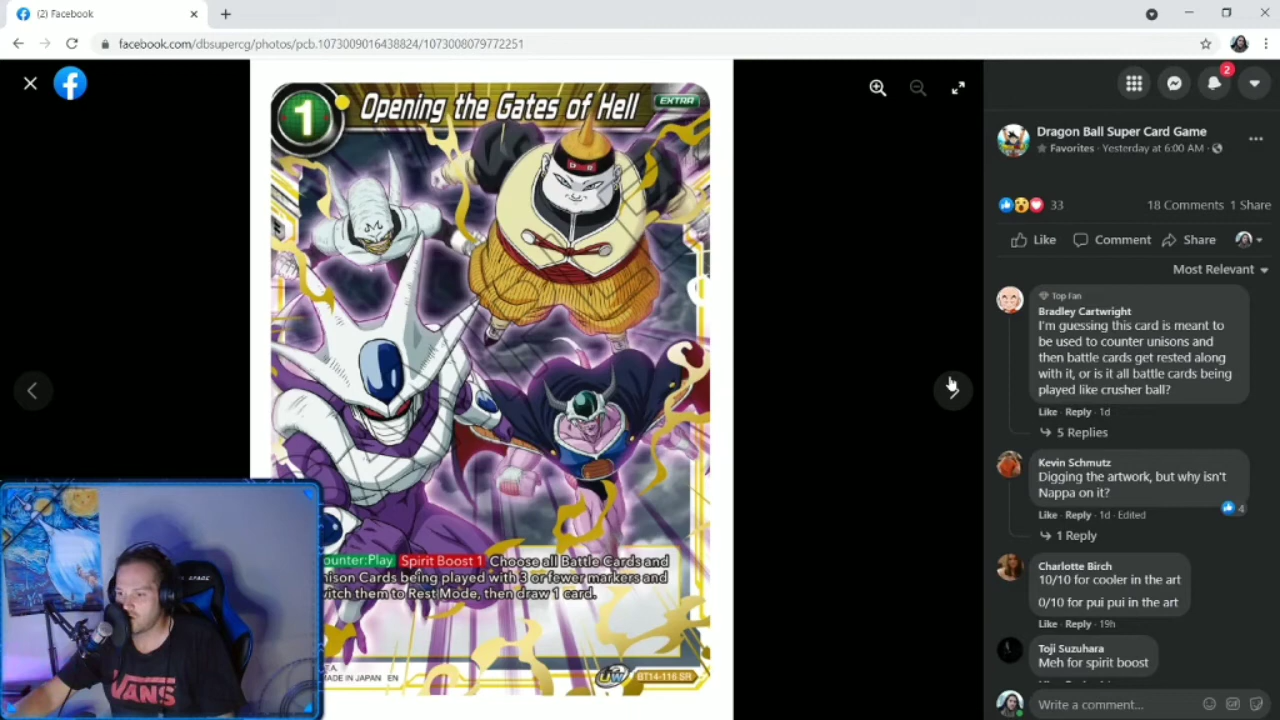 (2) Facebook
facebook.com/dbsupercg/photos/pcb.1073009016438824/1073008079772251
1
Opening the Gates of Hell
EXTRA
ounter:Play Spirit Boost 1 Choose all Battle Cards and
nison Cards being played with 3 or fewer markers and
witch them to Rest Mode, then draw 1 card.
MADE IN JAPAN EN
UW
BT14-116 SR
VANS
2
Dragon Ball Super Card Game
Favorites · Yesterday at 6:00 AM ·
33
18 Comments 1 Share
Like Comment Share
Most Relevant
Top Fan
Bradley Cartwright
I'm guessing this card is meant to
be used to counter unisons and
then battle cards get rested along
with it, or is it all battle cards being
played like crusher ball?
Like · Reply · 1d
5 Replies
Kevin Schmutz
Digging the artwork, but why isn't
Nappa on it?
4
Like · Reply · 1d · Edited
1 Reply
Charlotte Birch
10/10 for cooler in the art
0/10 for pui pui in the art
Like · Reply · 19h
Toji Suzuhara
Meh for spirit boost
Write a comment...